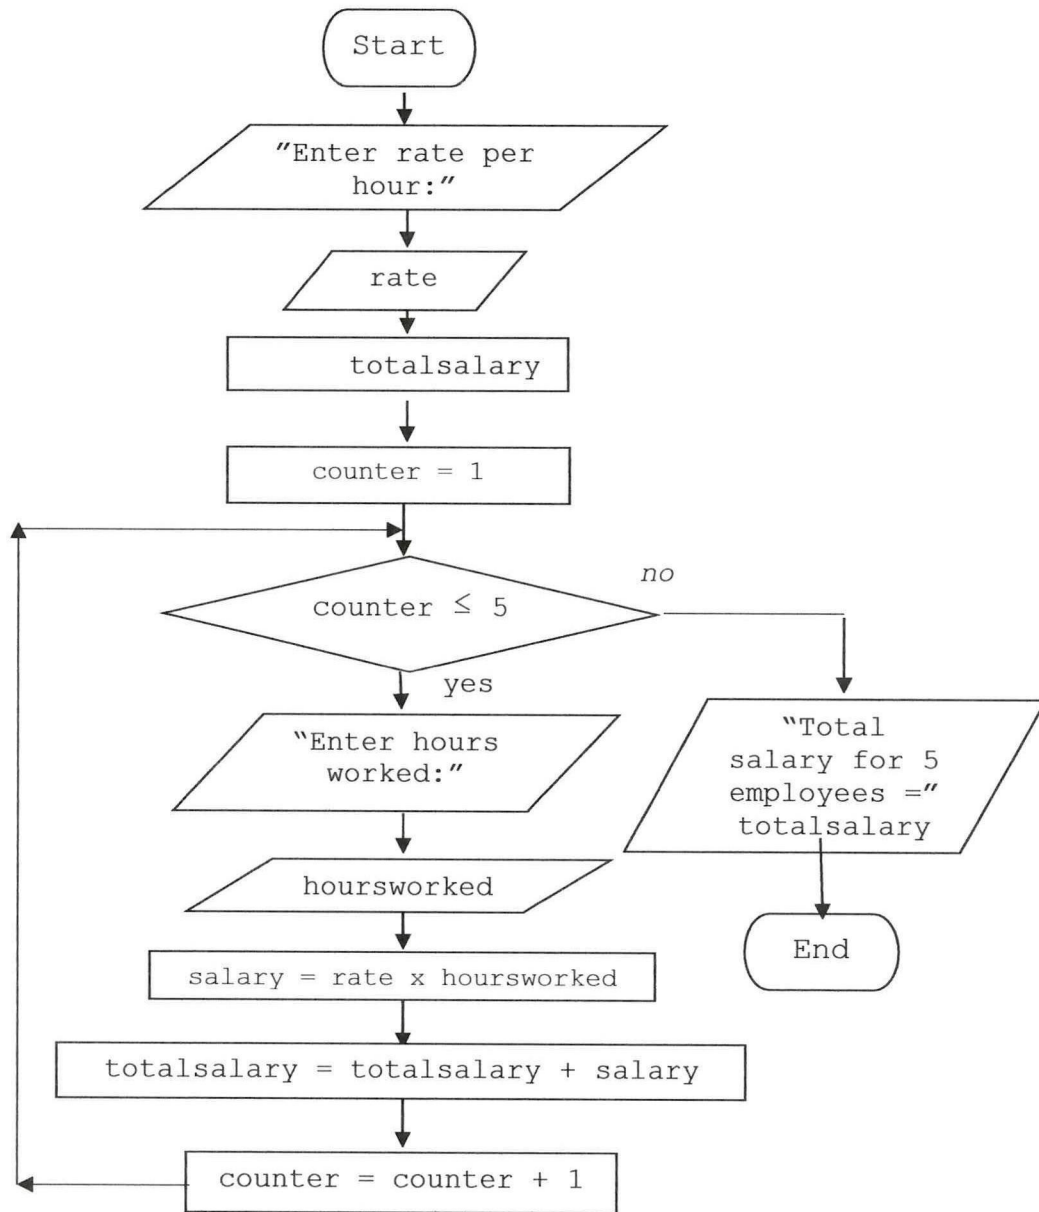 Start
"Enter rate per
hour:"
rate
totalsalary
counter = 1
counter ≤ 5
no
yes
"Enter hours
worked:"
hoursworked
salary = rate x hoursworked
totalsalary = totalsalary + salary
counter = counter + 1
"Total
salary for 5
employees ="
totalsalary
End